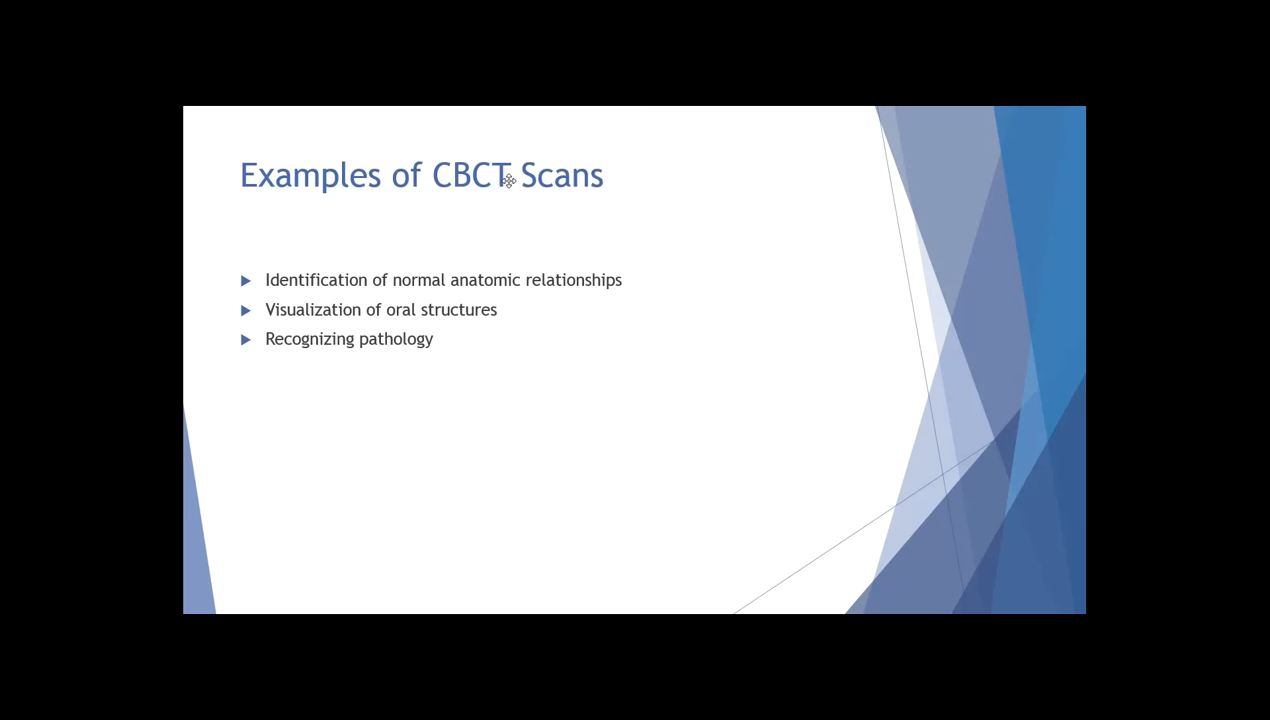 Examples of CBCT Scans
Identification of normal anatomic relationships
Visualization of oral structures
Recognizing pathology